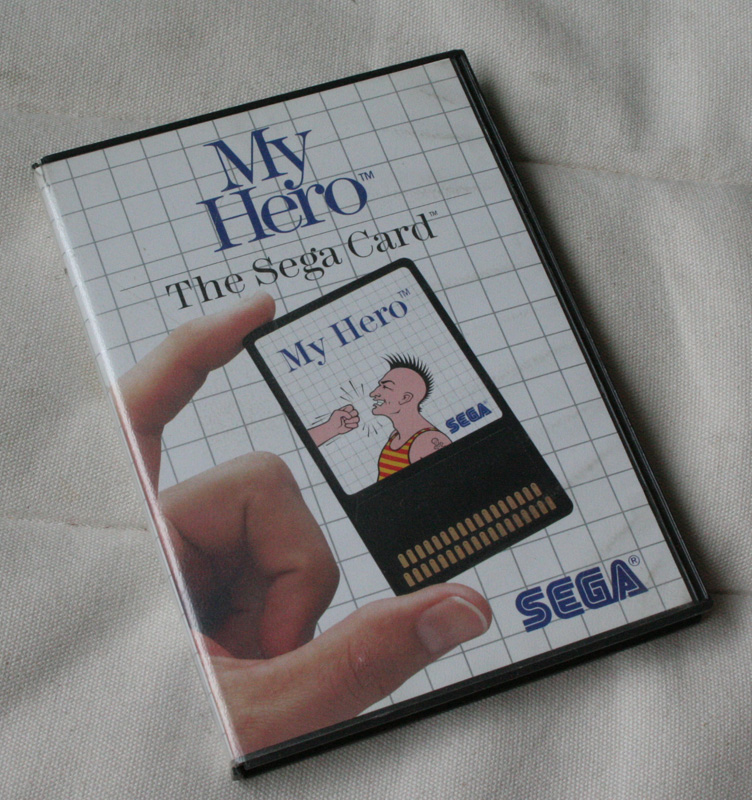 My
Hero™
The Sega Card™
My Hero™
SEGA
SEGA®